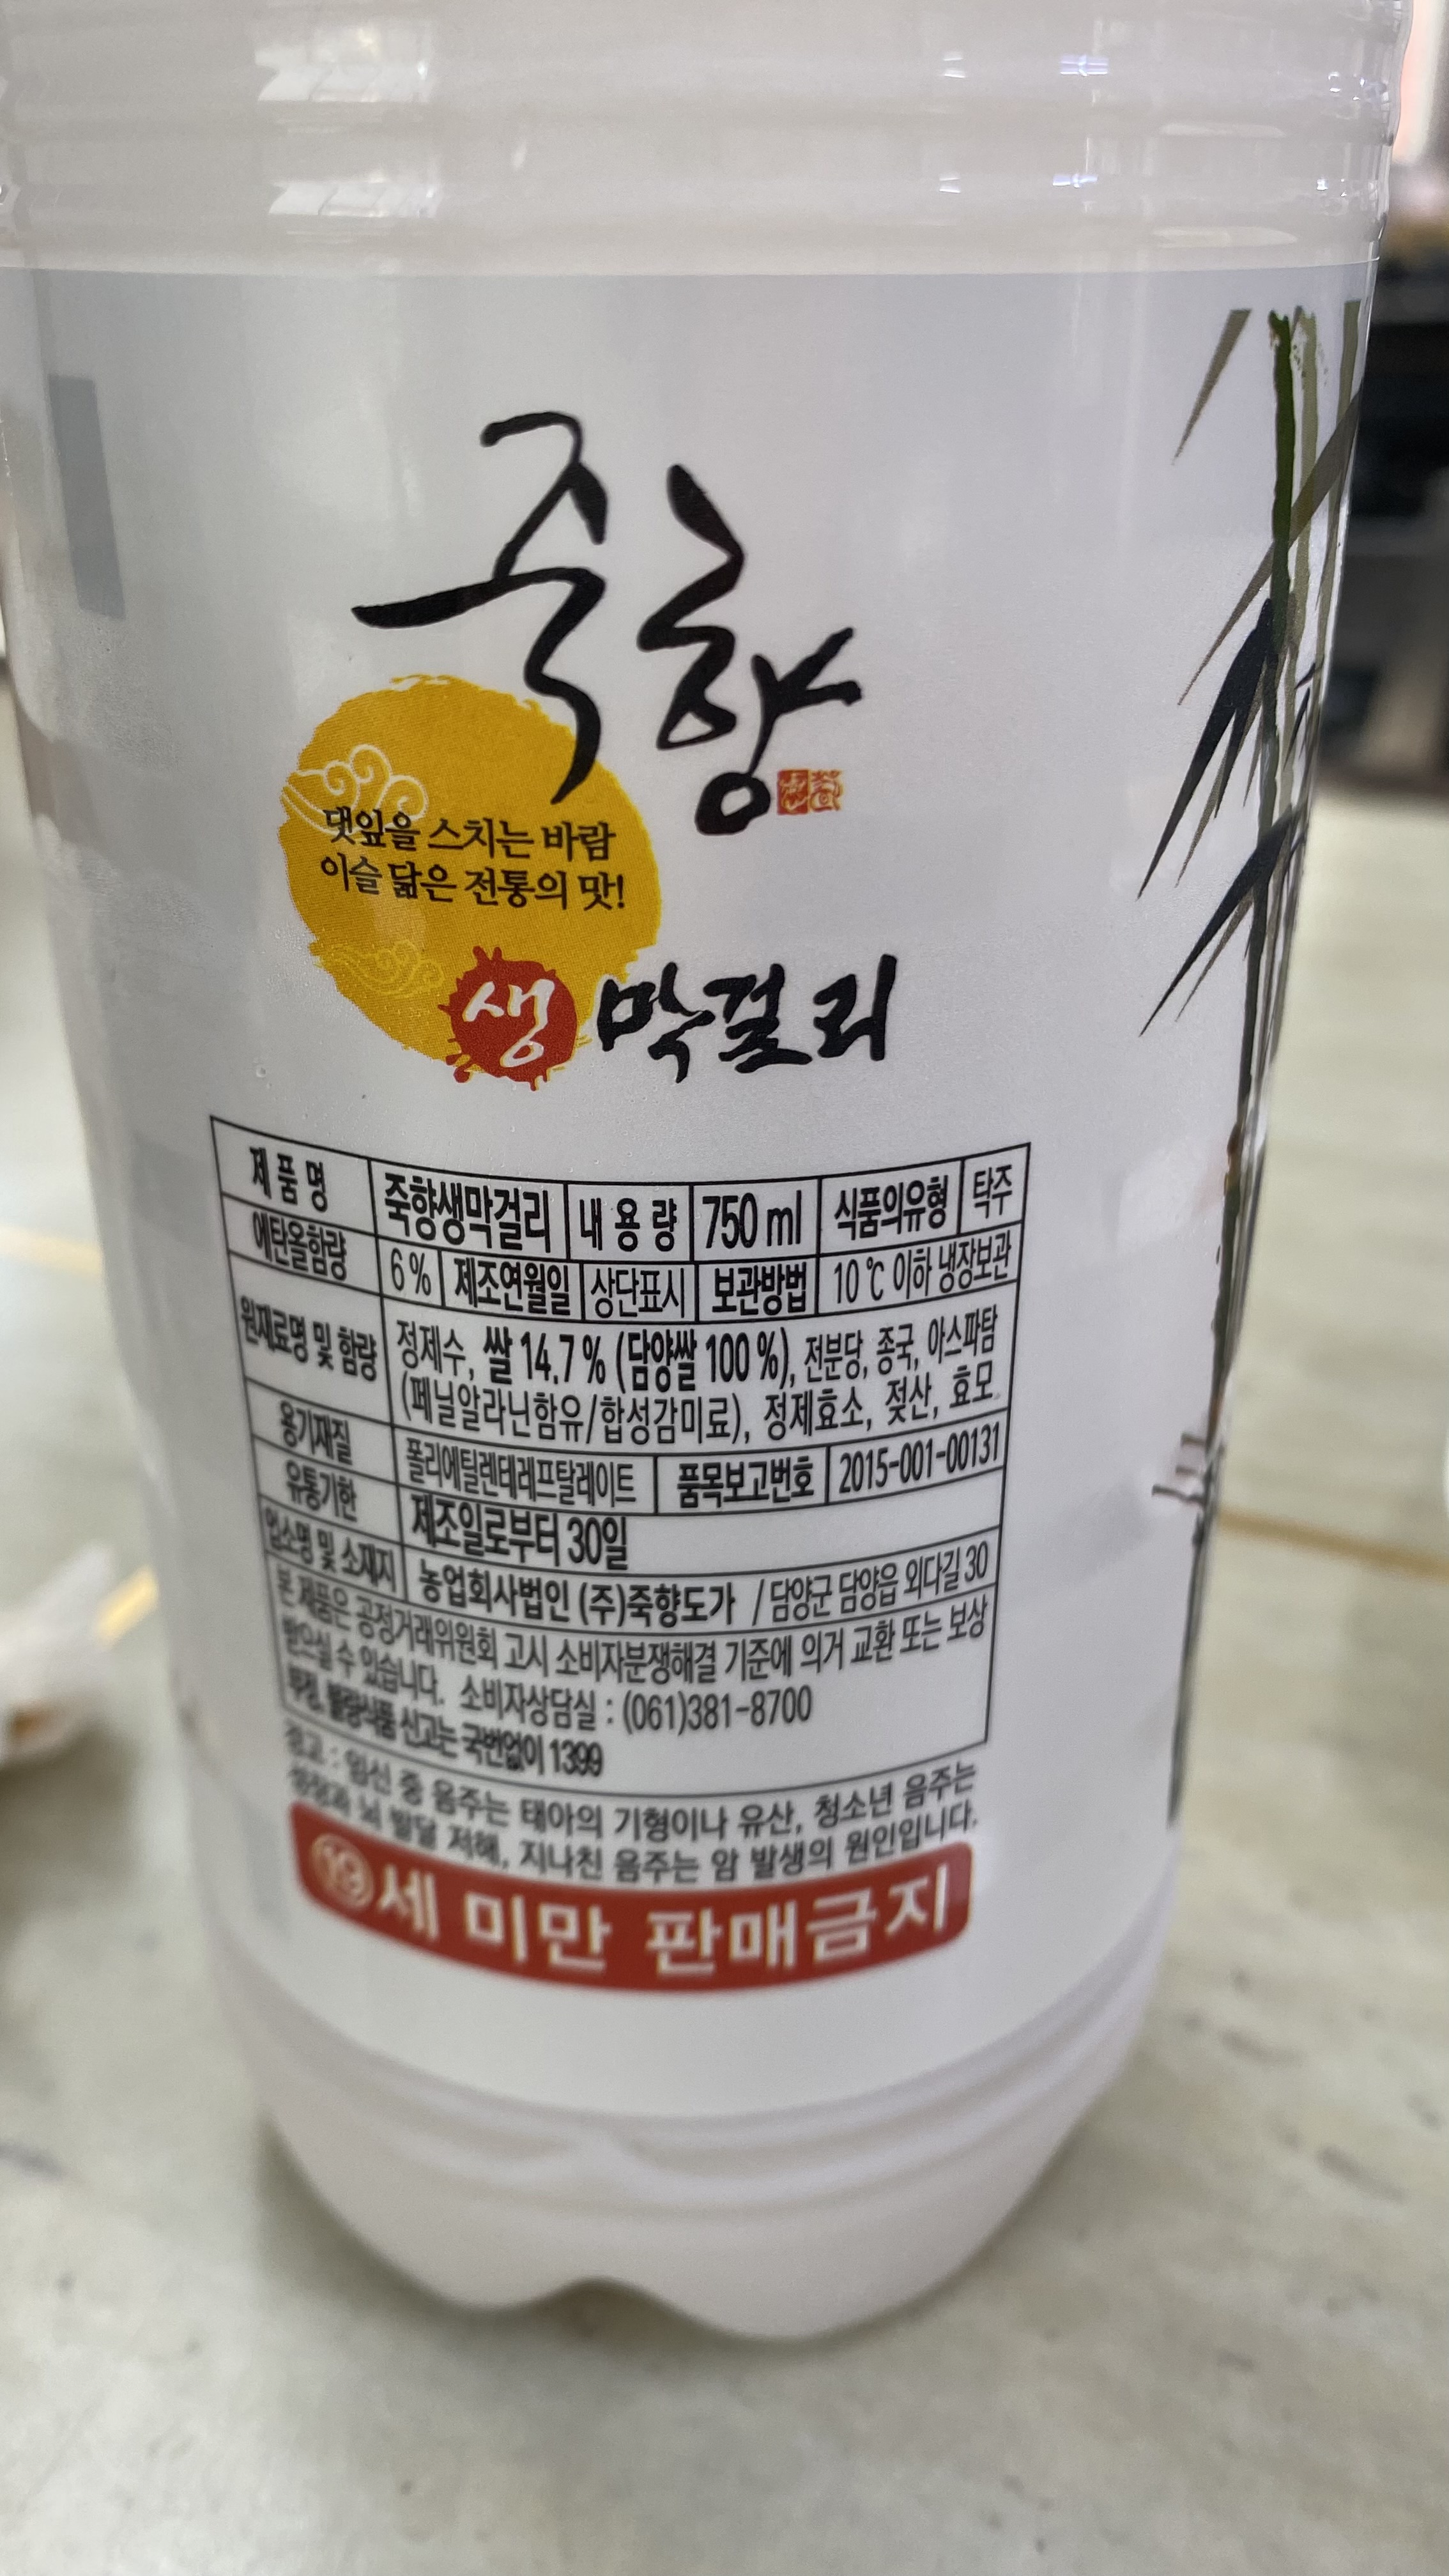 죽향
댓잎을 스치는 바람
이슬 닮은 전통의 맛!
생 막걸리
제품명 죽향생막걸리 내용량 750 ml 식품의유형 탁주
에탄올함량 6 % 제조연월일 상단표시 보관방법 10 ℃ 이하 냉장보관
원재료명 및 함량 정제수, 쌀 14.7 % (담양쌀 100 %), 전분당, 종국, 아스파탐
(페닐알라닌함유/합성감미료), 정제효소, 젖산, 효모
용기재질 폴리에틸렌테레프탈레이트 품목보고번호 2015-001-00131
유통기한 제조일로부터 30일
업소명 및 소재지 농업회사법인 (주)죽향도가 / 담양군 담양읍 외다길 30
본 제품은 공정거래위원회 고시 소비자분쟁해결 기준에 의거 교환 또는 보상
받으실 수 있습니다. 소비자상담실 : (061)381-8700
부정, 불량식품 신고는 국번없이 1399
경고 : 임신 중 음주는 태아의 기형이나 유산, 청소년 음주는
성장과 뇌 발달 저해, 지나친 음주는 암 발생의 원인입니다.
19세 미만 판매금지